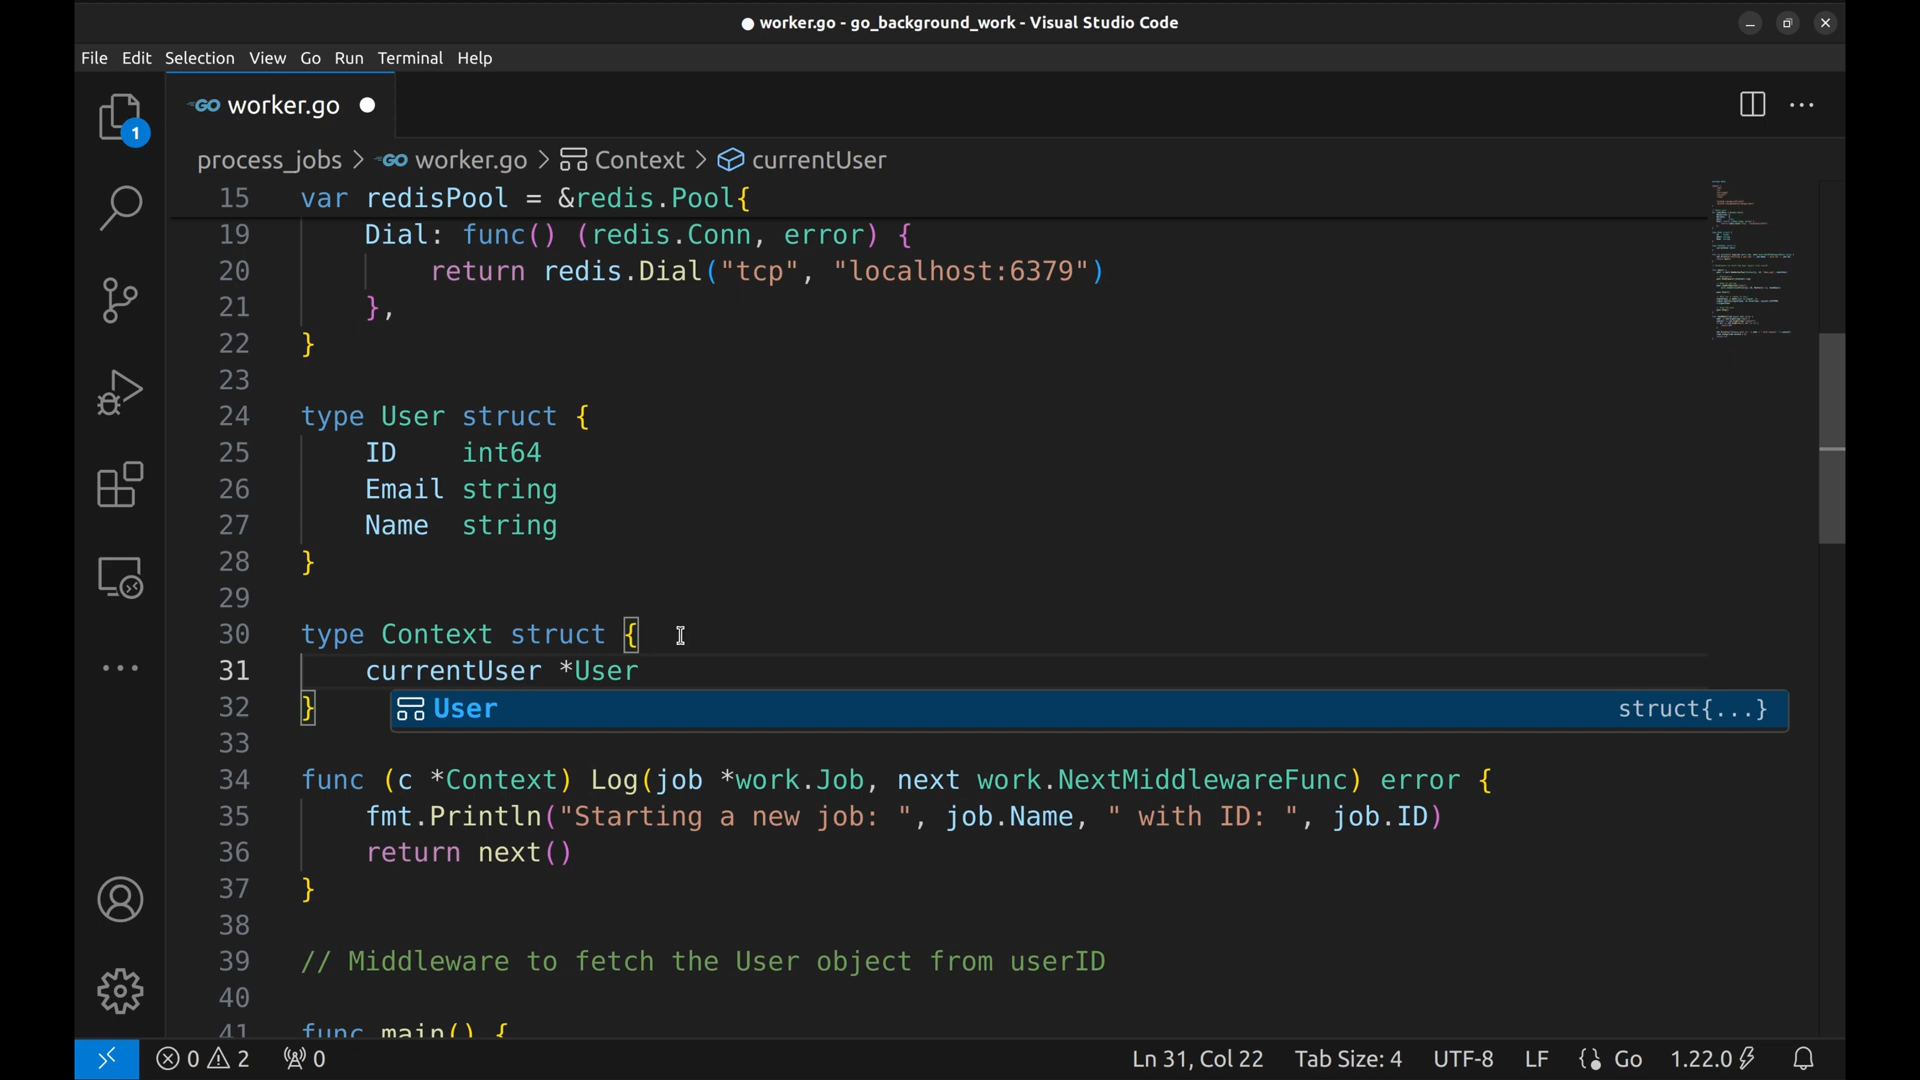 worker.go - go_background_work - Visual Studio Code
File Edit Selection View Go Run Terminal Help
GO worker.go
1
process_jobs > GO worker.go > Context > currentUser
15 var redisPool = &redis.Pool{
19 Dial: func() (redis.Conn, error) {
20 return redis.Dial("tcp", "localhost:6379")
21 },
22 }
23
24 type User struct {
25 ID int64
26 Email string
27 Name string
28 }
29
30 type Context struct {
31 currentUser *User
32 } User struct{...}
33
34 func (c *Context) Log(job *work.Job, next work.NextMiddlewareFunc) error {
35 fmt.Println("Starting a new job: ", job.Name, " with ID: ", job.ID)
36 return next()
37 }
38
39 // Middleware to fetch the User object from userID
40
41 func main() {
0 2 0 Ln 31, Col 22 Tab Size: 4 UTF-8 LF Go 1.22.0